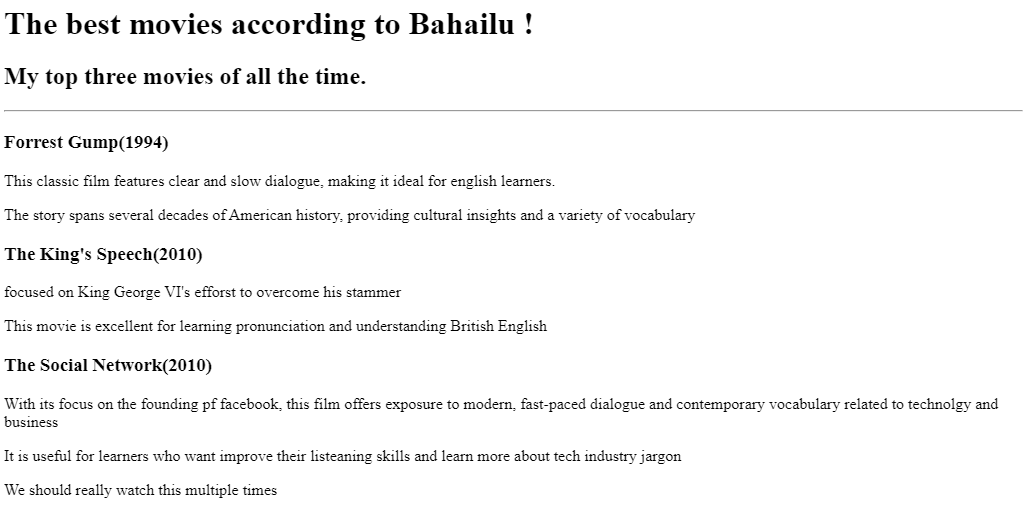 The best movies according to Bahailu !
My top three movies of all the time.
Forrest Gump(1994)
This classic film features clear and slow dialogue, making it ideal for english learners.
The story spans several decades of American history, providing cultural insights and a variety of vocabulary
The King's Speech(2010)
focused on King George VI's efforst to overcome his stammer
This movie is excellent for learning pronunciation and understanding British English
The Social Network(2010)
With its focus on the founding pf facebook, this film offers exposure to modern, fast-paced dialogue and contemporary vocabulary related to technolgy and
business
It is useful for learners who want improve their listeaning skills and learn more about tech industry jargon
We should really watch this multiple times